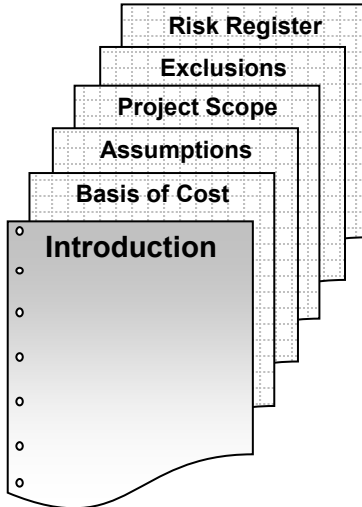 Risk Register
Exclusions
Project Scope
Assumptions
Basis of Cost
Introduction